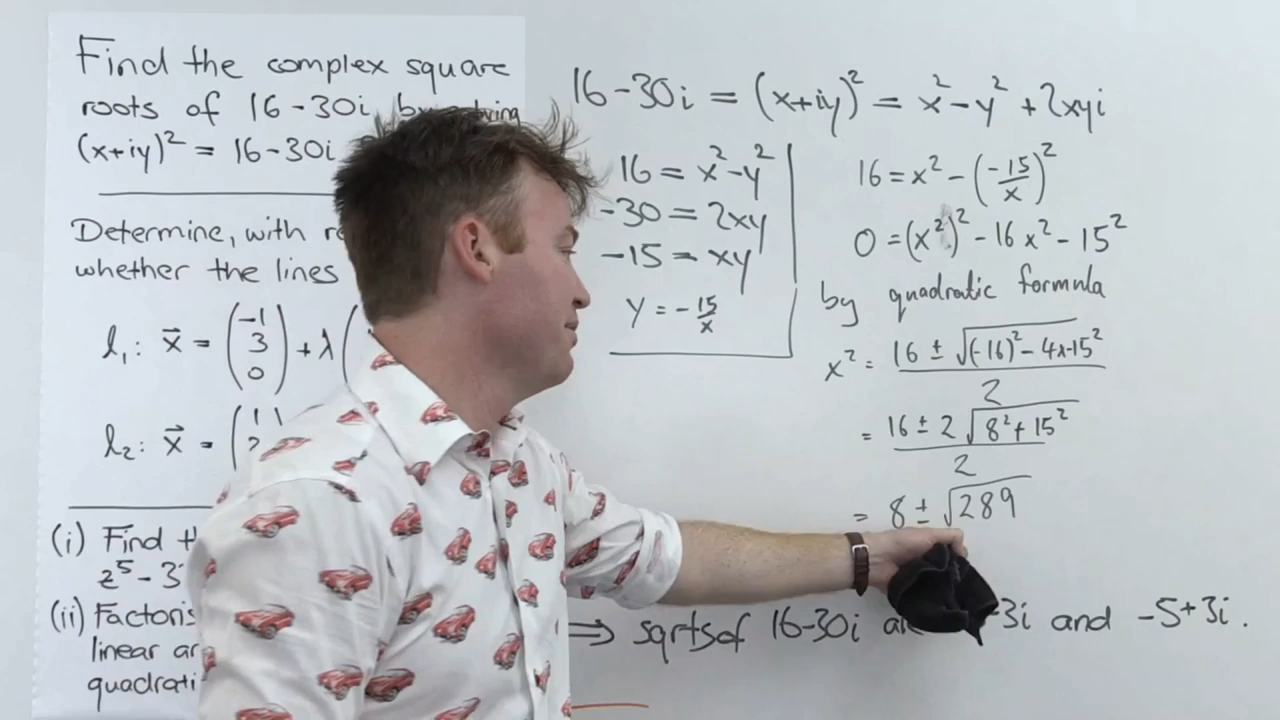 Find the complex square
roots of 16-30i by
(x+iy)² = 16-30i
Determine, with
whether the lines
l₁: x⃗ = (-1 3 0) + λ
l₂: x⃗ = (1
(i) Find
z⁵ - 3
(ii) Factoris
linear
quadrati
16-30i = (x+iy)² = x² - y² + 2xyi
16 = x² - y²
-30 = 2xy
-15 = xy
y = -15/x
16 = x² - (-15/x)²
0 = (x²)² - 16x² - 15²
by quadratic formula
x² = (16 ± √((-16)² - 4x-15²))/2
= (16 ± 2√(8² + 15²))/2
= 8 ± √289
⇒ sqrts of 16-30i -3i and -5+3i.